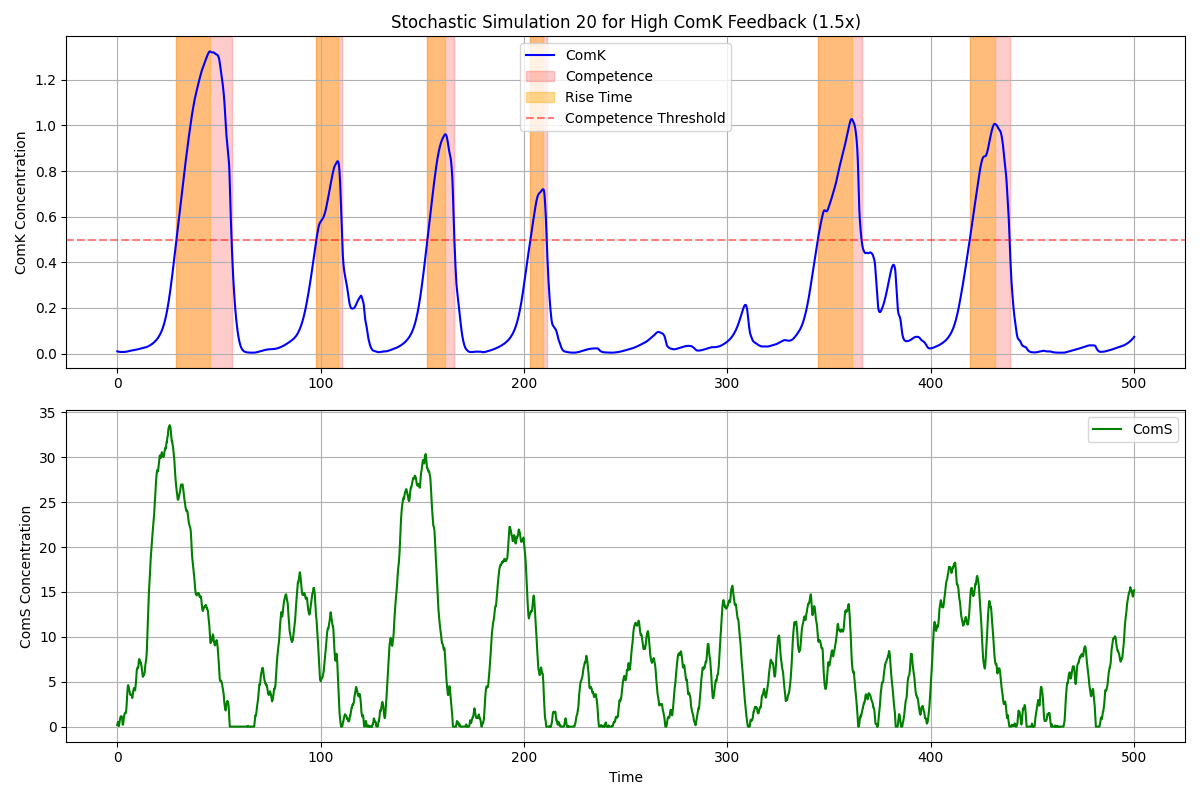 Stochastic Simulation 20 for High ComK Feedback (1.5x)
ComK Concentration
1.2
1.0
0.8
0.6
0.4
0.2
0.0
ComK
Competence
Rise Time
Competence Threshold
0 100 200 300 400 500
ComS Concentration
35
30
25
20
15
10
5
0
ComS
0 100 200 300 400 500
Time